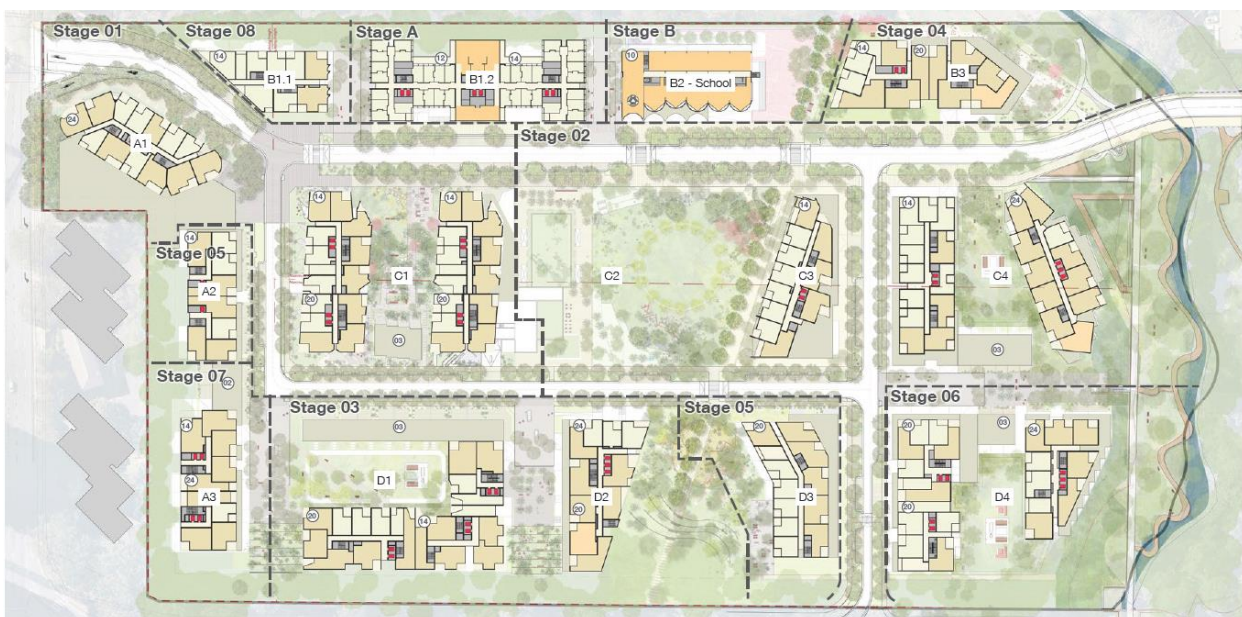 Stage 01
Stage 08
Stage A
Stage B
Stage 04
14
B1.1
12
B1.2
14
10
B2 - School
14
20
B3
24
A1
Stage 02
14
14
14
14
24
Stage 05
A2
C1
C2
C3
C4
20
20
03
03
Stage 07
02
Stage 03
Stage 05
Stage 06
03
03
14
24
A3
D1
20
14
24
D2
20
20
D3
20
24
D4
20